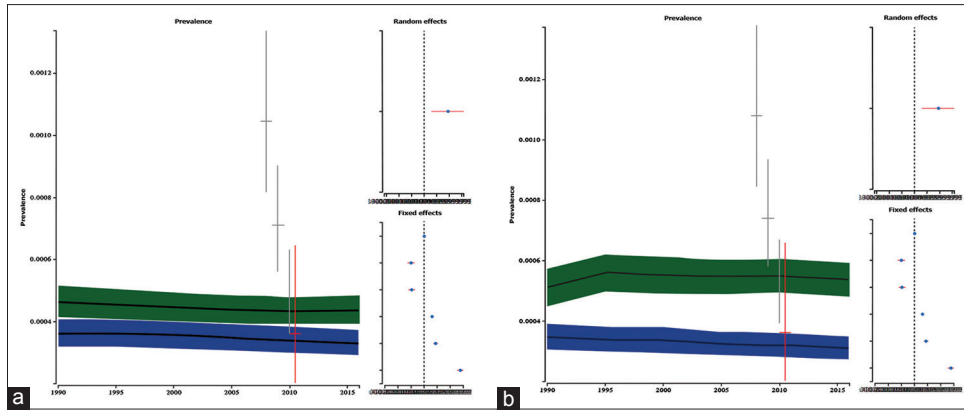 Prevalence
Random effects
0.0012
0.0010
0.0008
0.0006
0.0004
Prevalence
1990
1995
2000
2005
2010
2015
Fixed effects
a
Prevalence
Random effects
0.0012
0.0010
0.0008
0.0006
0.0004
Prevalence
1990
1995
2000
2005
2010
2015
Fixed effects
b